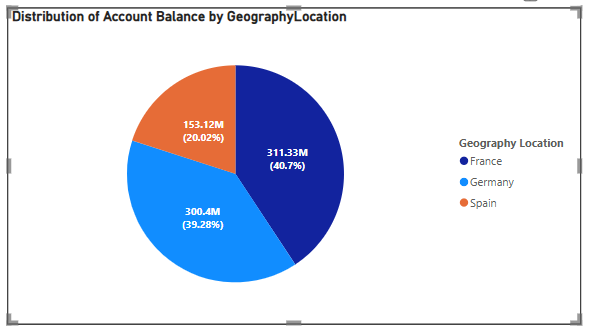 Distribution of Account Balance by GeographyLocation
153.12M
(20.02%)
311.33M
(40.7%)
300.4M
(39.28%)
Geography Location
France
Germany
Spain